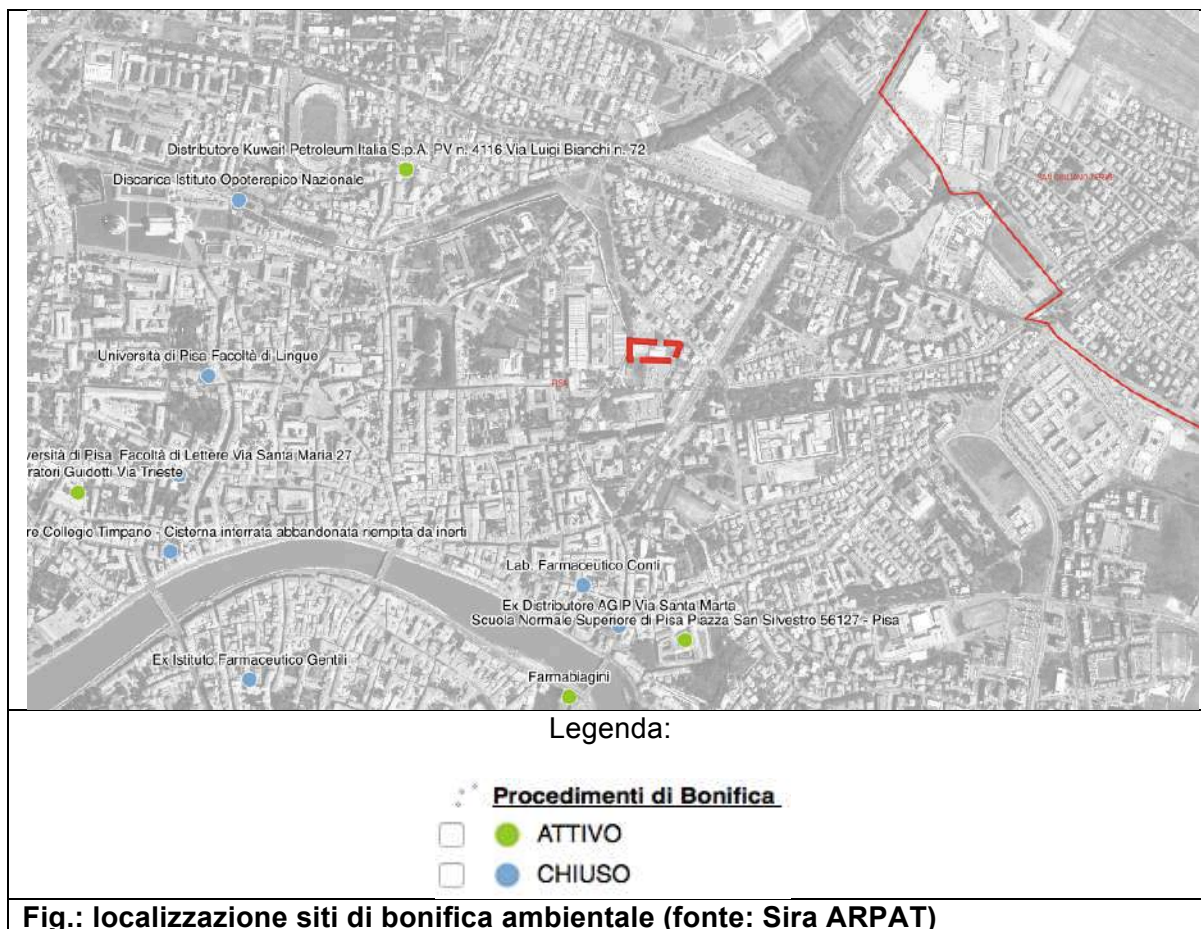 Distributore Kuwait Petroleum Italia S.p.A. PV n. 4116 Via Luigi Bianchi n. 72
Discarica Istituto Opoterapico Nazionale
Università di Pisa Facoltà di Lingue
PISA
versità di Pisa Facoltà di Lettere Via Santa Maria 27
ratori Guidotti Via Trieste
re Collegio Timpano - Cisterna interrata abbandonata riempita da inerti
Lab. Farmaceutico Conti
Ex Distributore AGIP Via Santa Marta
Scuola Normale Superiore di Pisa Piazza San Silvestro 56127 - Pisa
Ex Istituto Farmaceutico Gentili
Farmabiagini
Legenda:
Procedimenti di Bonifica
ATTIVO
CHIUSO
Fig.: localizzazione siti di bonifica ambientale (fonte: Sira ARPAT)